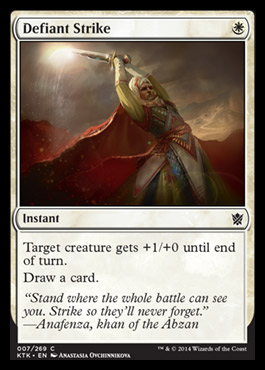 Defiant Strike
Instant
Target creature gets +1/+0 until end
of turn.
Draw a card.
“Stand where the whole battle can see
you. Strike so they’ll never forget.”
—Anafenza, khan of the Abzan
007/269 C
KTK • EN Anastasia Ovchinnikova
™ & © 2014 Wizards of the Coast